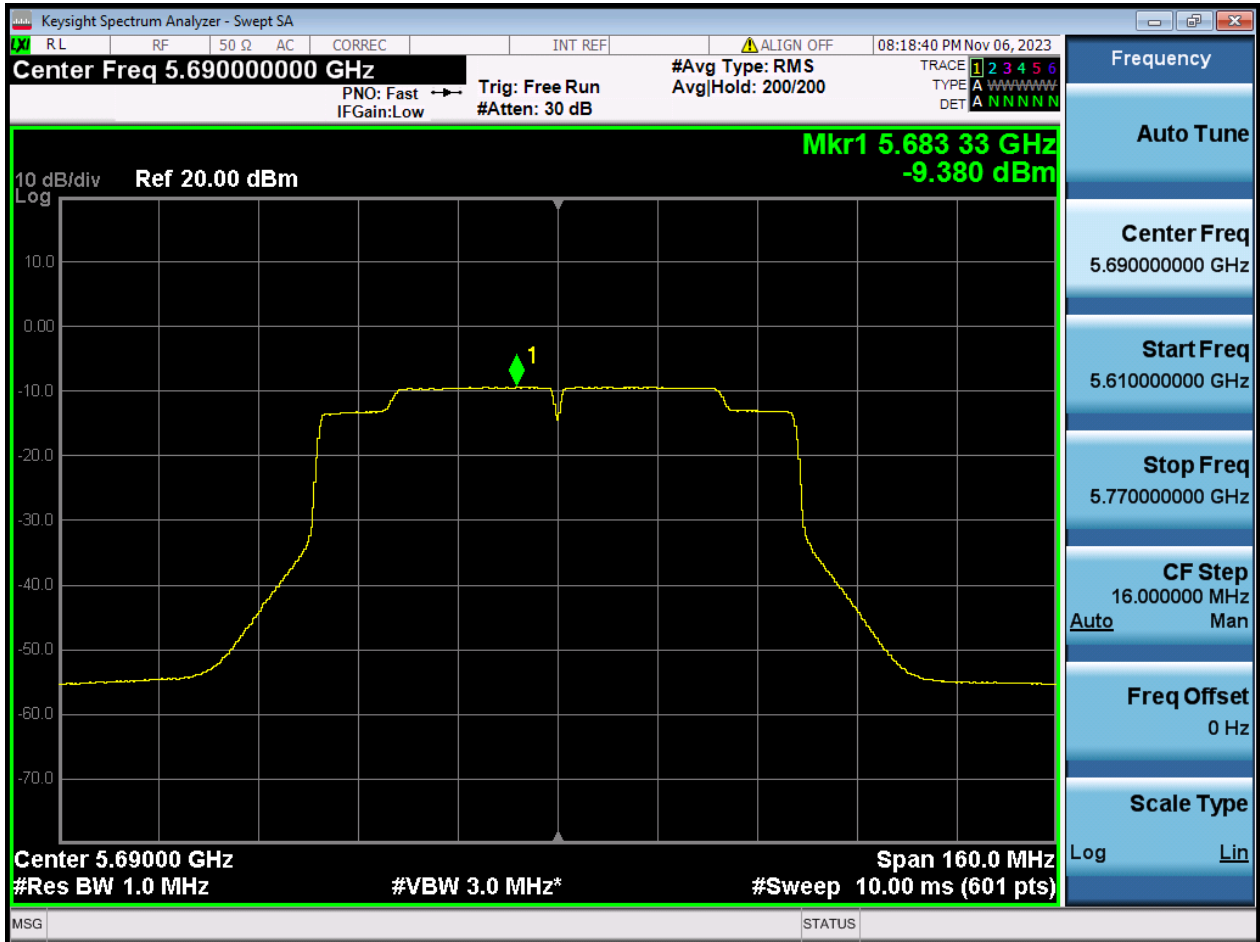 Keysight Spectrum Analyzer - Swept SA
LXI RL RF 50 Ω AC CORREC INT REF ALIGN OFF 08:18:40 PM Nov 06, 2023
Center Freq 5.690000000 GHz
PNO: Fast
IFGain:Low
Trig: Free Run
#Atten: 30 dB
#Avg Type: RMS
Avg|Hold: 200/200
TRACE 1 2 3 4 5 6
TYPE A WWWWW
DET A N N N N N
Mkr1 5.683 33 GHz
-9.380 dBm
10 dB/div Ref 20.00 dBm
Log
10.0
0.00
-10.0
-20.0
-30.0
-40.0
-50.0
-60.0
-70.0
1
Center 5.69000 GHz Span 160.0 MHz
#Res BW 1.0 MHz #VBW 3.0 MHz* #Sweep 10.00 ms (601 pts)
MSG STATUS
Frequency
Auto Tune
Center Freq
5.690000000 GHz
Start Freq
5.610000000 GHz
Stop Freq
5.770000000 GHz
CF Step
16.000000 MHz
Auto Man
Freq Offset
0 Hz
Scale Type
Log Lin